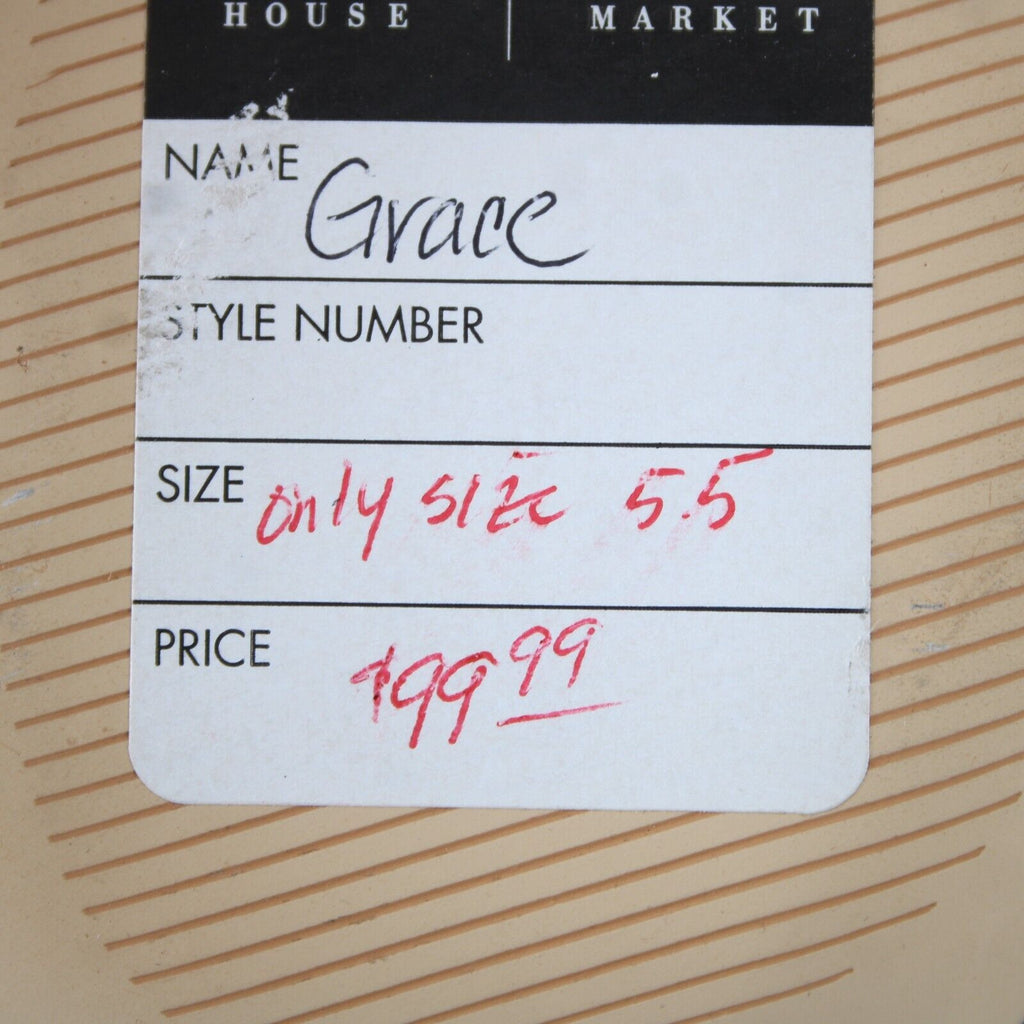 HOUSE | MARKET
NAME Grace
STYLE NUMBER
SIZE only size 5.5
PRICE $99 99